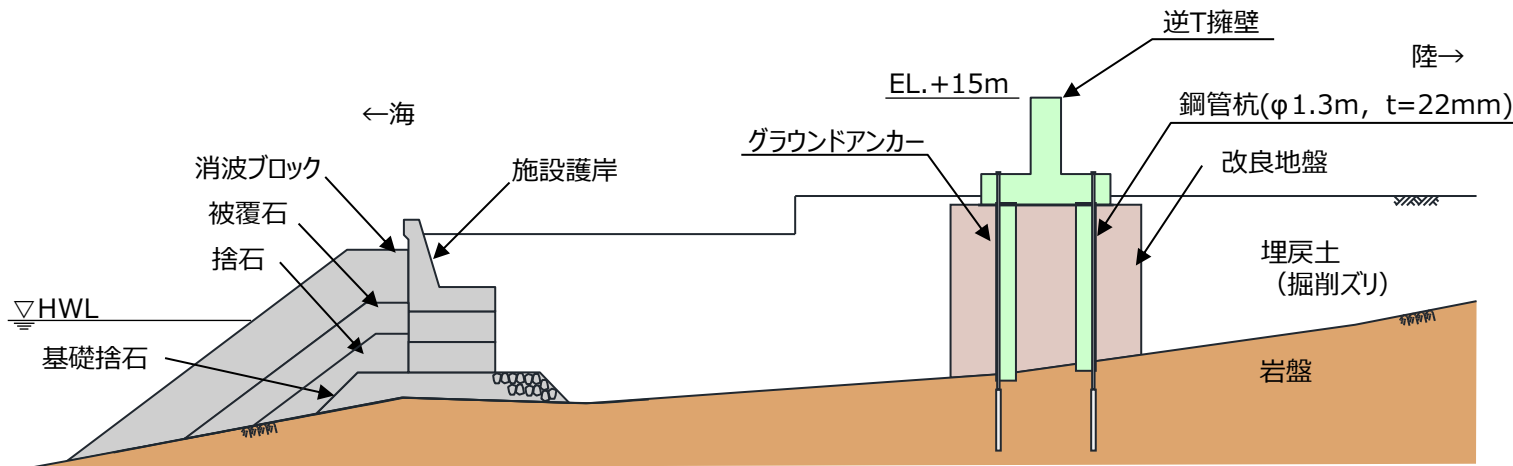 逆T擁壁
陸→
EL.+15m
鋼管杭(φ1.3m, t=22mm)
←海
グラウンドアンカー
改良地盤
消波ブロック
施設護岸
被覆石
捨石
埋戻土
(掘削ズリ)
▽HWL
基礎捨石
岩盤